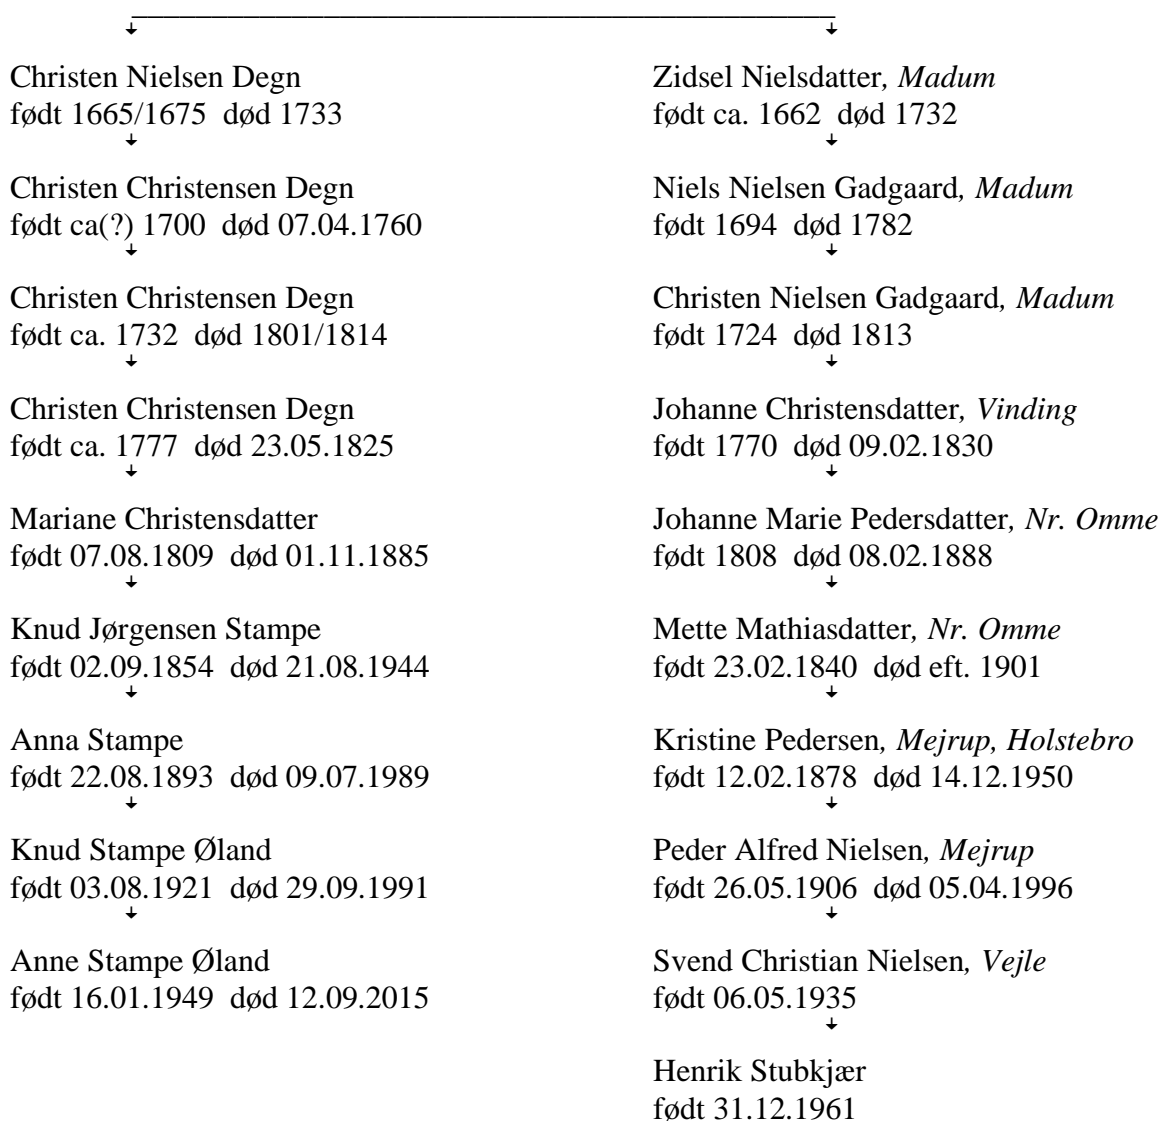 Christen Nielsen Degn
født 1665/1675 død 1733
Christen Christensen Degn
født ca(?) 1700 død 07.04.1760
Christen Christensen Degn
født ca. 1732 død 1801/1814
Christen Christensen Degn
født ca. 1777 død 23.05.1825
Mariane Christensdatter
født 07.08.1809 død 01.11.1885
Knud Jørgensen Stampe
født 02.09.1854 død 21.08.1944
Anna Stampe
født 22.08.1893 død 09.07.1989
Knud Stampe Øland
født 03.08.1921 død 29.09.1991
Anne Stampe Øland
født 16.01.1949 død 12.09.2015
Zidsel Nielsdatter, Madum
født ca. 1662 død 1732
Niels Nielsen Gadgaard, Madum
født 1694 død 1782
Christen Nielsen Gadgaard, Madum
født 1724 død 1813
Johanne Christensdatter, Vinding
født 1770 død 09.02.1830
Johanne Marie Pedersdatter, Nr. Omme
født 1808 død 08.02.1888
Mette Mathiasdatter, Nr. Omme
født 23.02.1840 død eft. 1901
Kristine Pedersen, Mejrup, Holstebro
født 12.02.1878 død 14.12.1950
Peder Alfred Nielsen, Mejrup
født 26.05.1906 død 05.04.1996
Svend Christian Nielsen, Vejle
født 06.05.1935
Henrik Stubkjær
født 31.12.1961